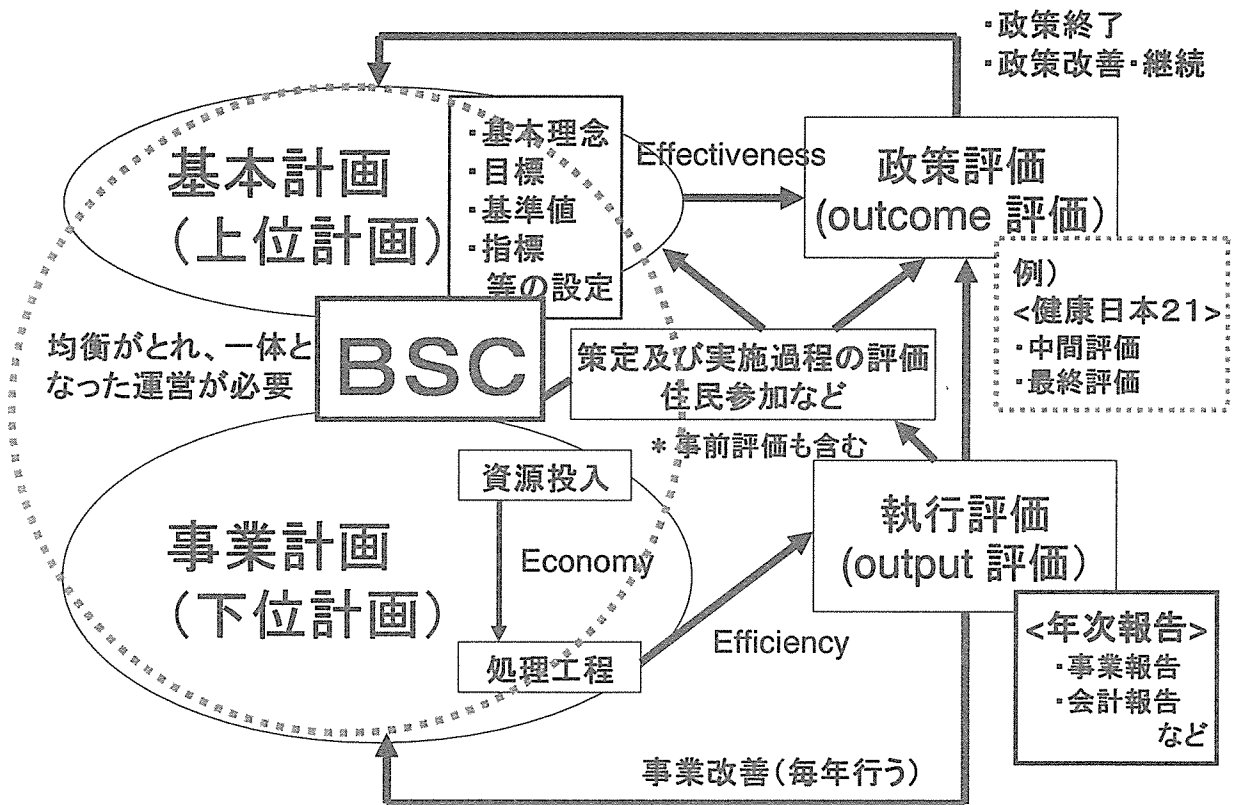 ・政策終了
・政策改善・継続
基本計画
（上位計画）
・基本理念
・目標
・基準値
・指標
等の設定
Effectiveness
政策評価
(outcome 評価)
例）
<健康日本21>
・中間評価
・最終評価
均衡がとれ、一体と
なった運営が必要
BSC
策定及び実施過程の評価
住民参加など
＊事前評価も含む
事業計画
（下位計画）
資源投入
Economy
処理工程
Efficiency
執行評価
(output 評価)
<年次報告>
・事業報告
・会計報告
など
事業改善（毎年行う）